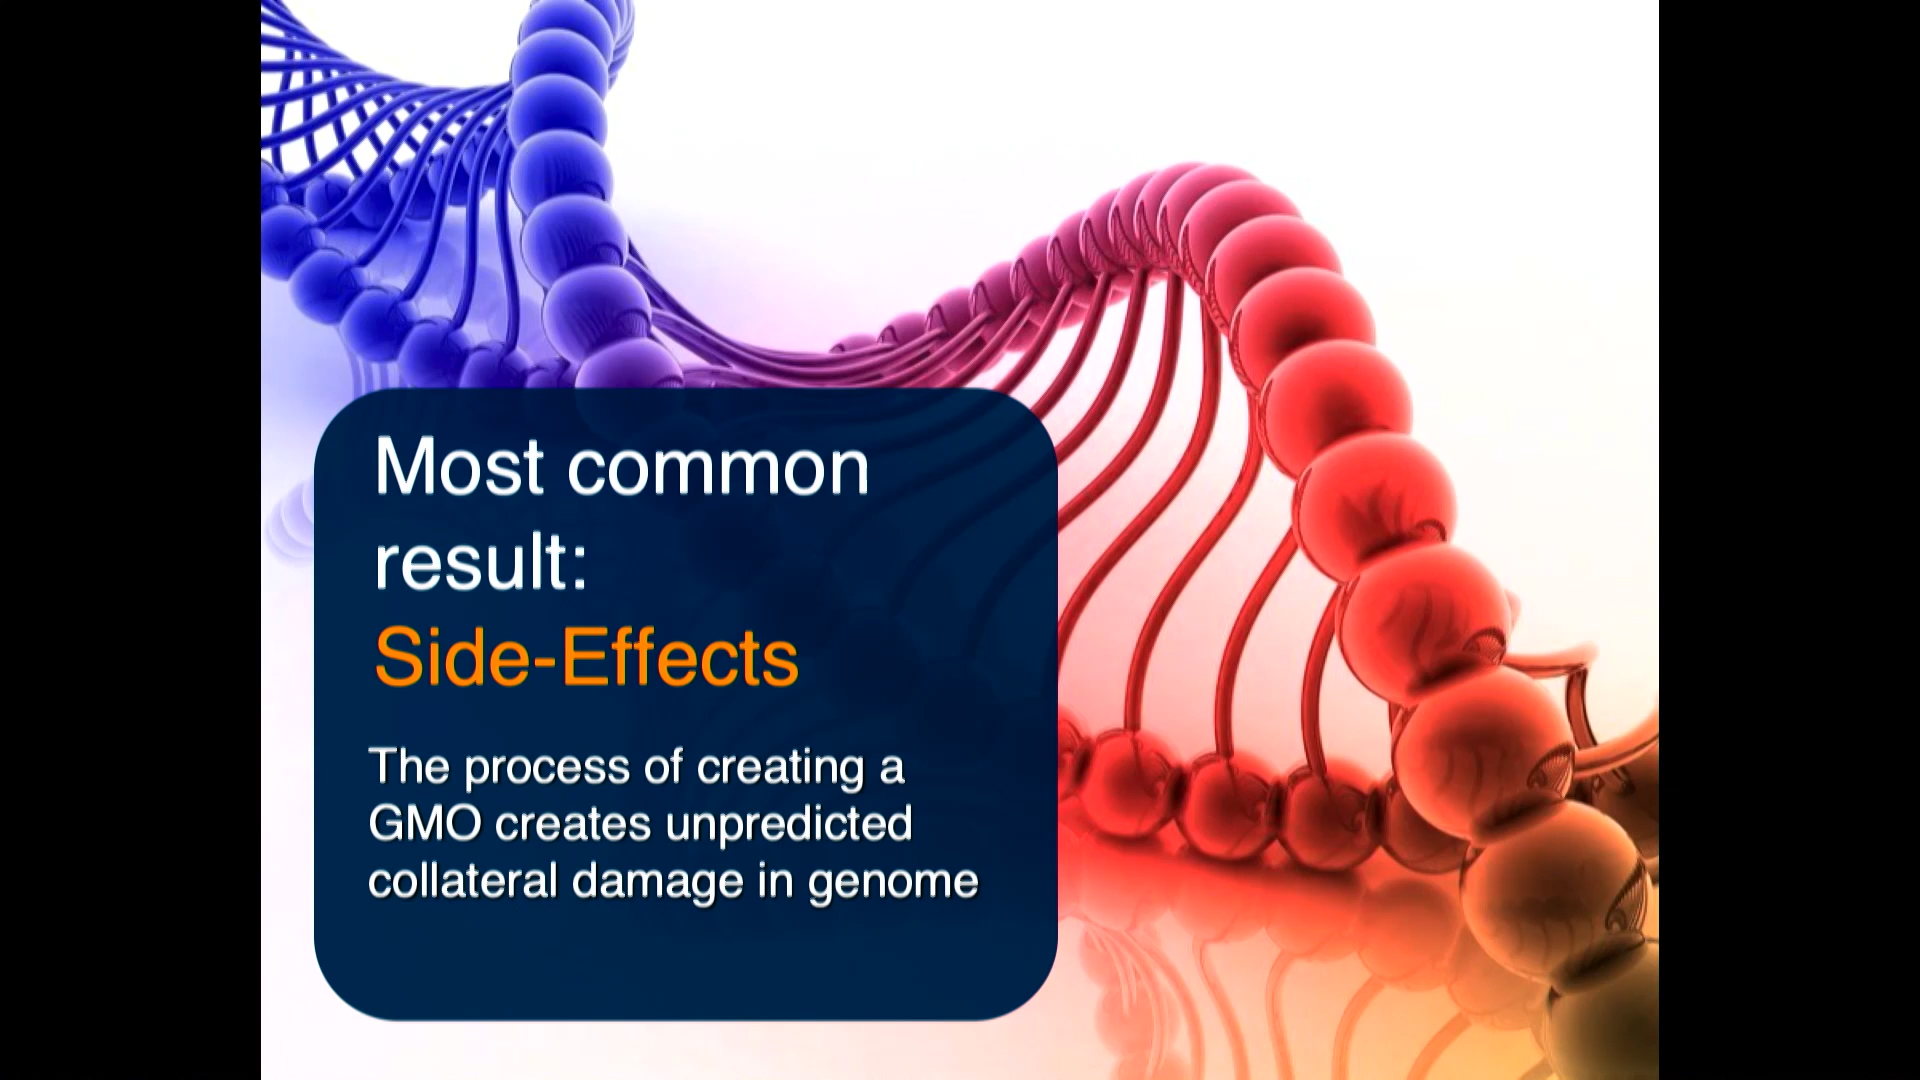 Most common
result:
Side-Effects
The process of creating a
GMO creates unpredicted
collateral damage in genome